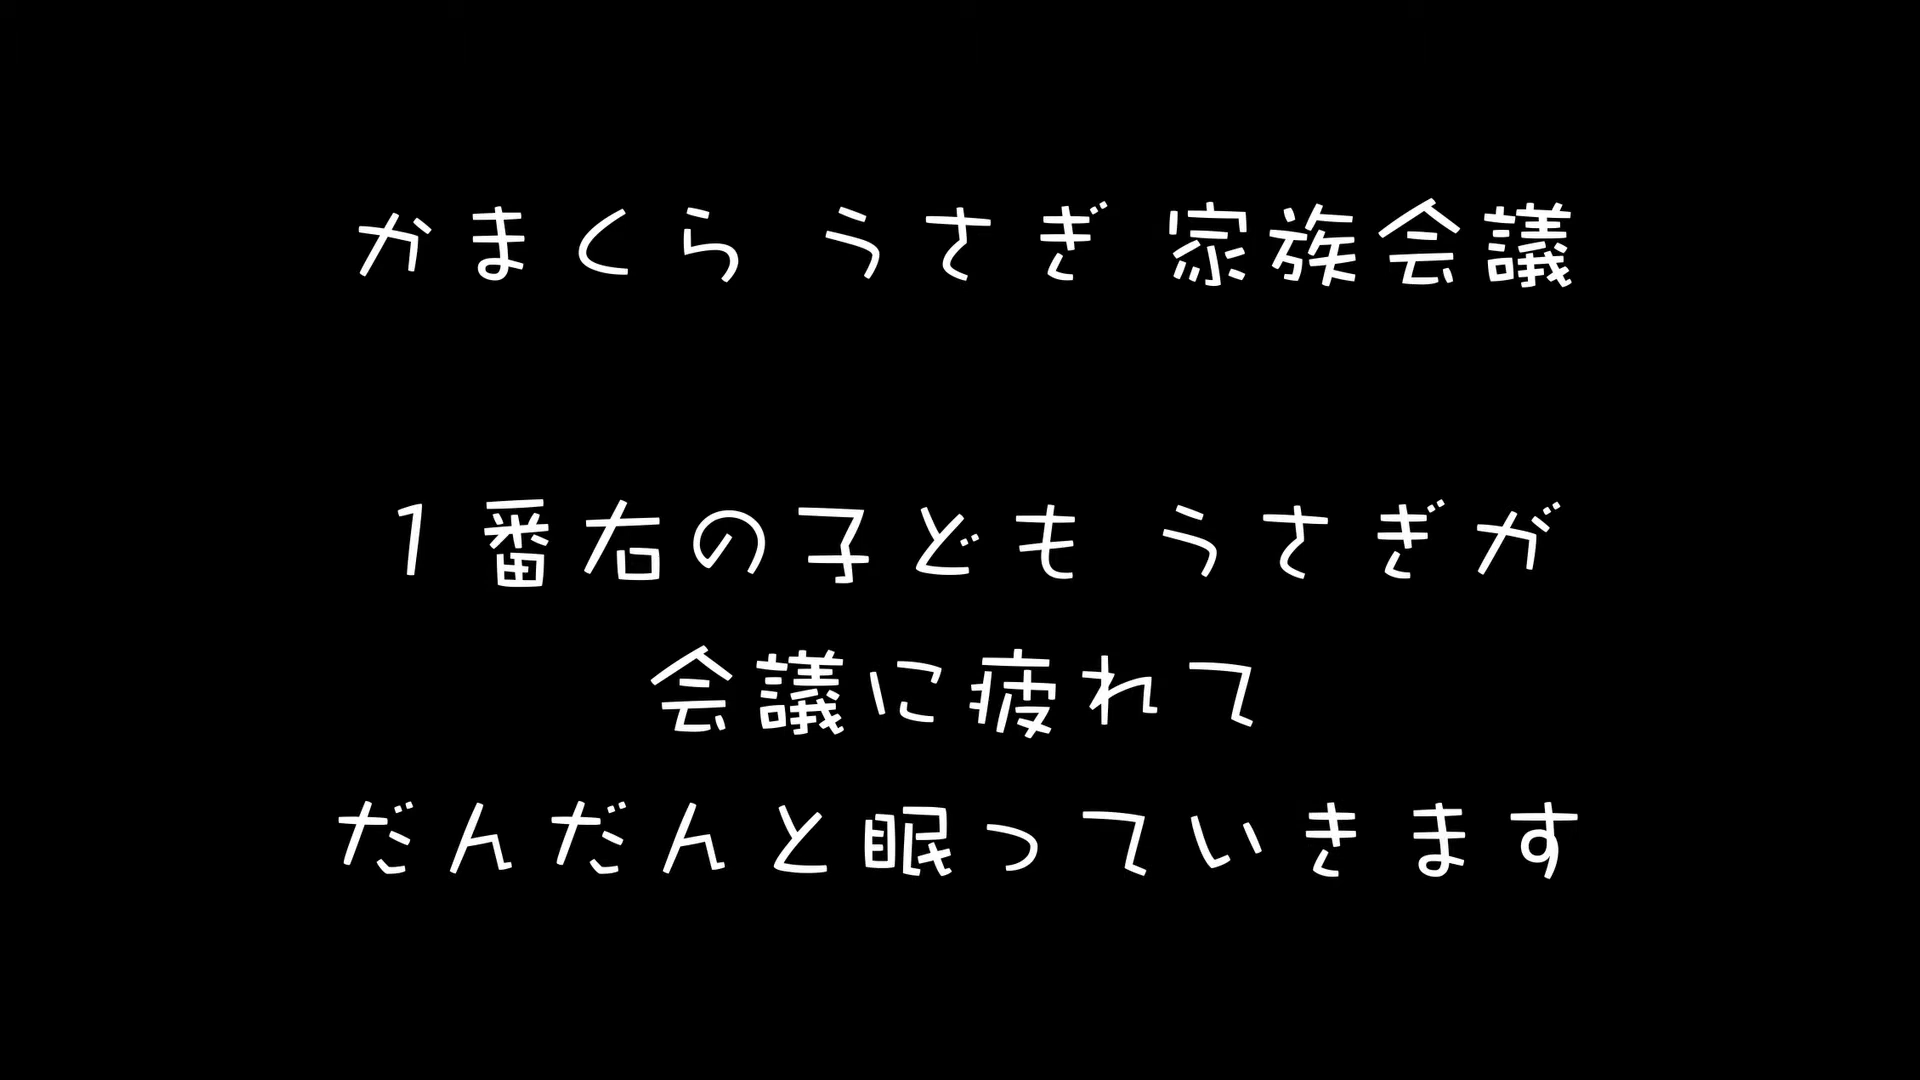 かまくら うさぎ 家族会議
1番右の子ども うさぎが
会議に疲れて
だんだんと眠っていきます